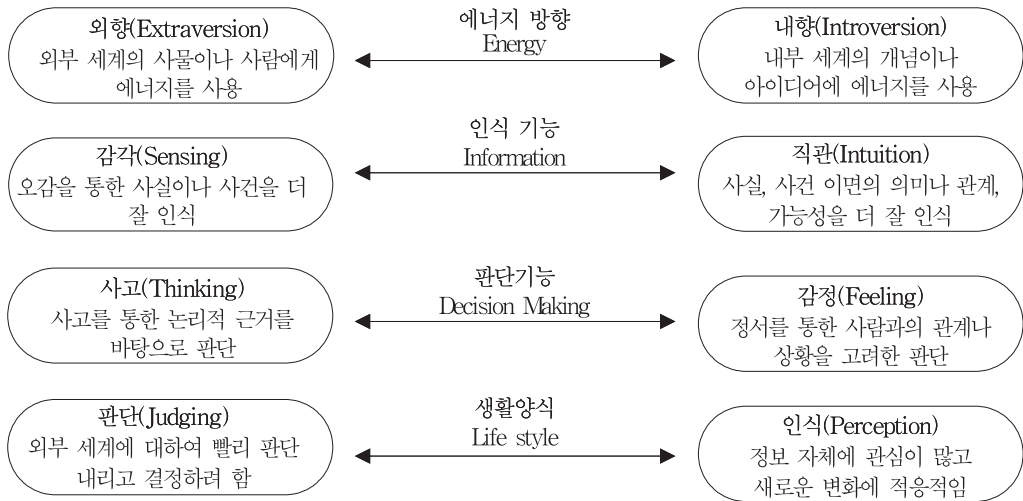 외향(Extraversion)
외부 세계의 사물이나 사람에게
에너지를 사용
에너지 방향
Energy
내향(Introversion)
내부 세계의 개념이나
아이디어에 에너지를 사용
감각(Sensing)
오감을 통한 사실이나 사건을 더
잘 인식
인식 기능
Information
직관(Intuition)
사실, 사건 이면의 의미나 관계,
가능성을 더 잘 인식
사고(Thinking)
사고를 통한 논리적 근거를
바탕으로 판단
판단기능
Decision Making
감정(Feeling)
정서를 통한 사람과의 관계나
상황을 고려한 판단
판단(Judging)
외부 세계에 대하여 빨리 판단
내리고 결정하려 함
생활양식
Life style
인식(Perception)
정보 자체에 관심이 많고
새로운 변화에 적응적임